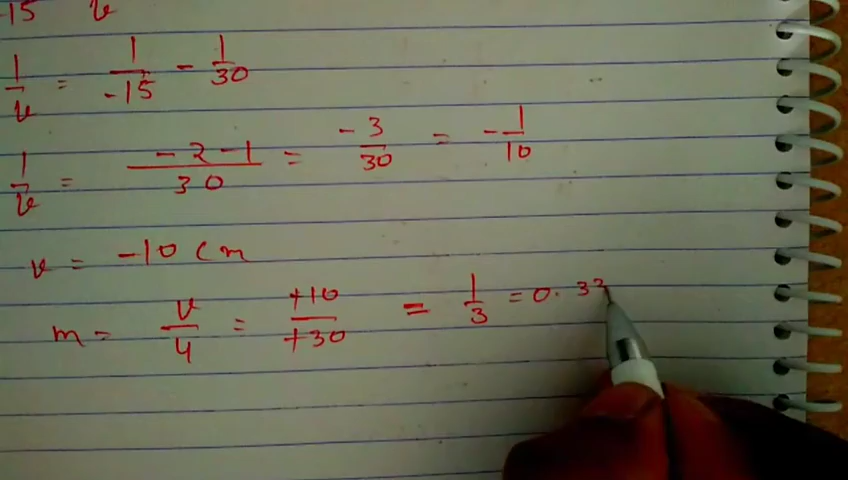 -15 v
1/v = 1/-15 - 1/30
1/v = -2-1/30 = -3/30 = -1/10
v = -10 cm
m = v/4 = +10/+30 = 1/3 = 0.33